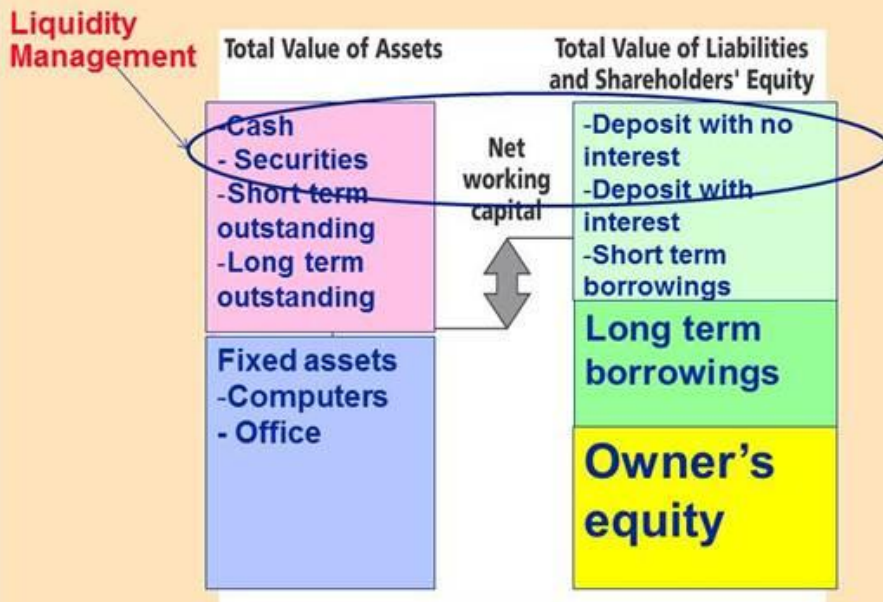 Liquidity
Management
Total Value of Assets
Total Value of Liabilities
and Shareholders' Equity
-Cash
- Securities
-Short term
outstanding
-Long term
outstanding
Net
working
capital
-Deposit with no
interest
-Deposit with
interest
-Short term
borrowings
Fixed assets
-Computers
- Office
Long term
borrowings
Owner’s
equity